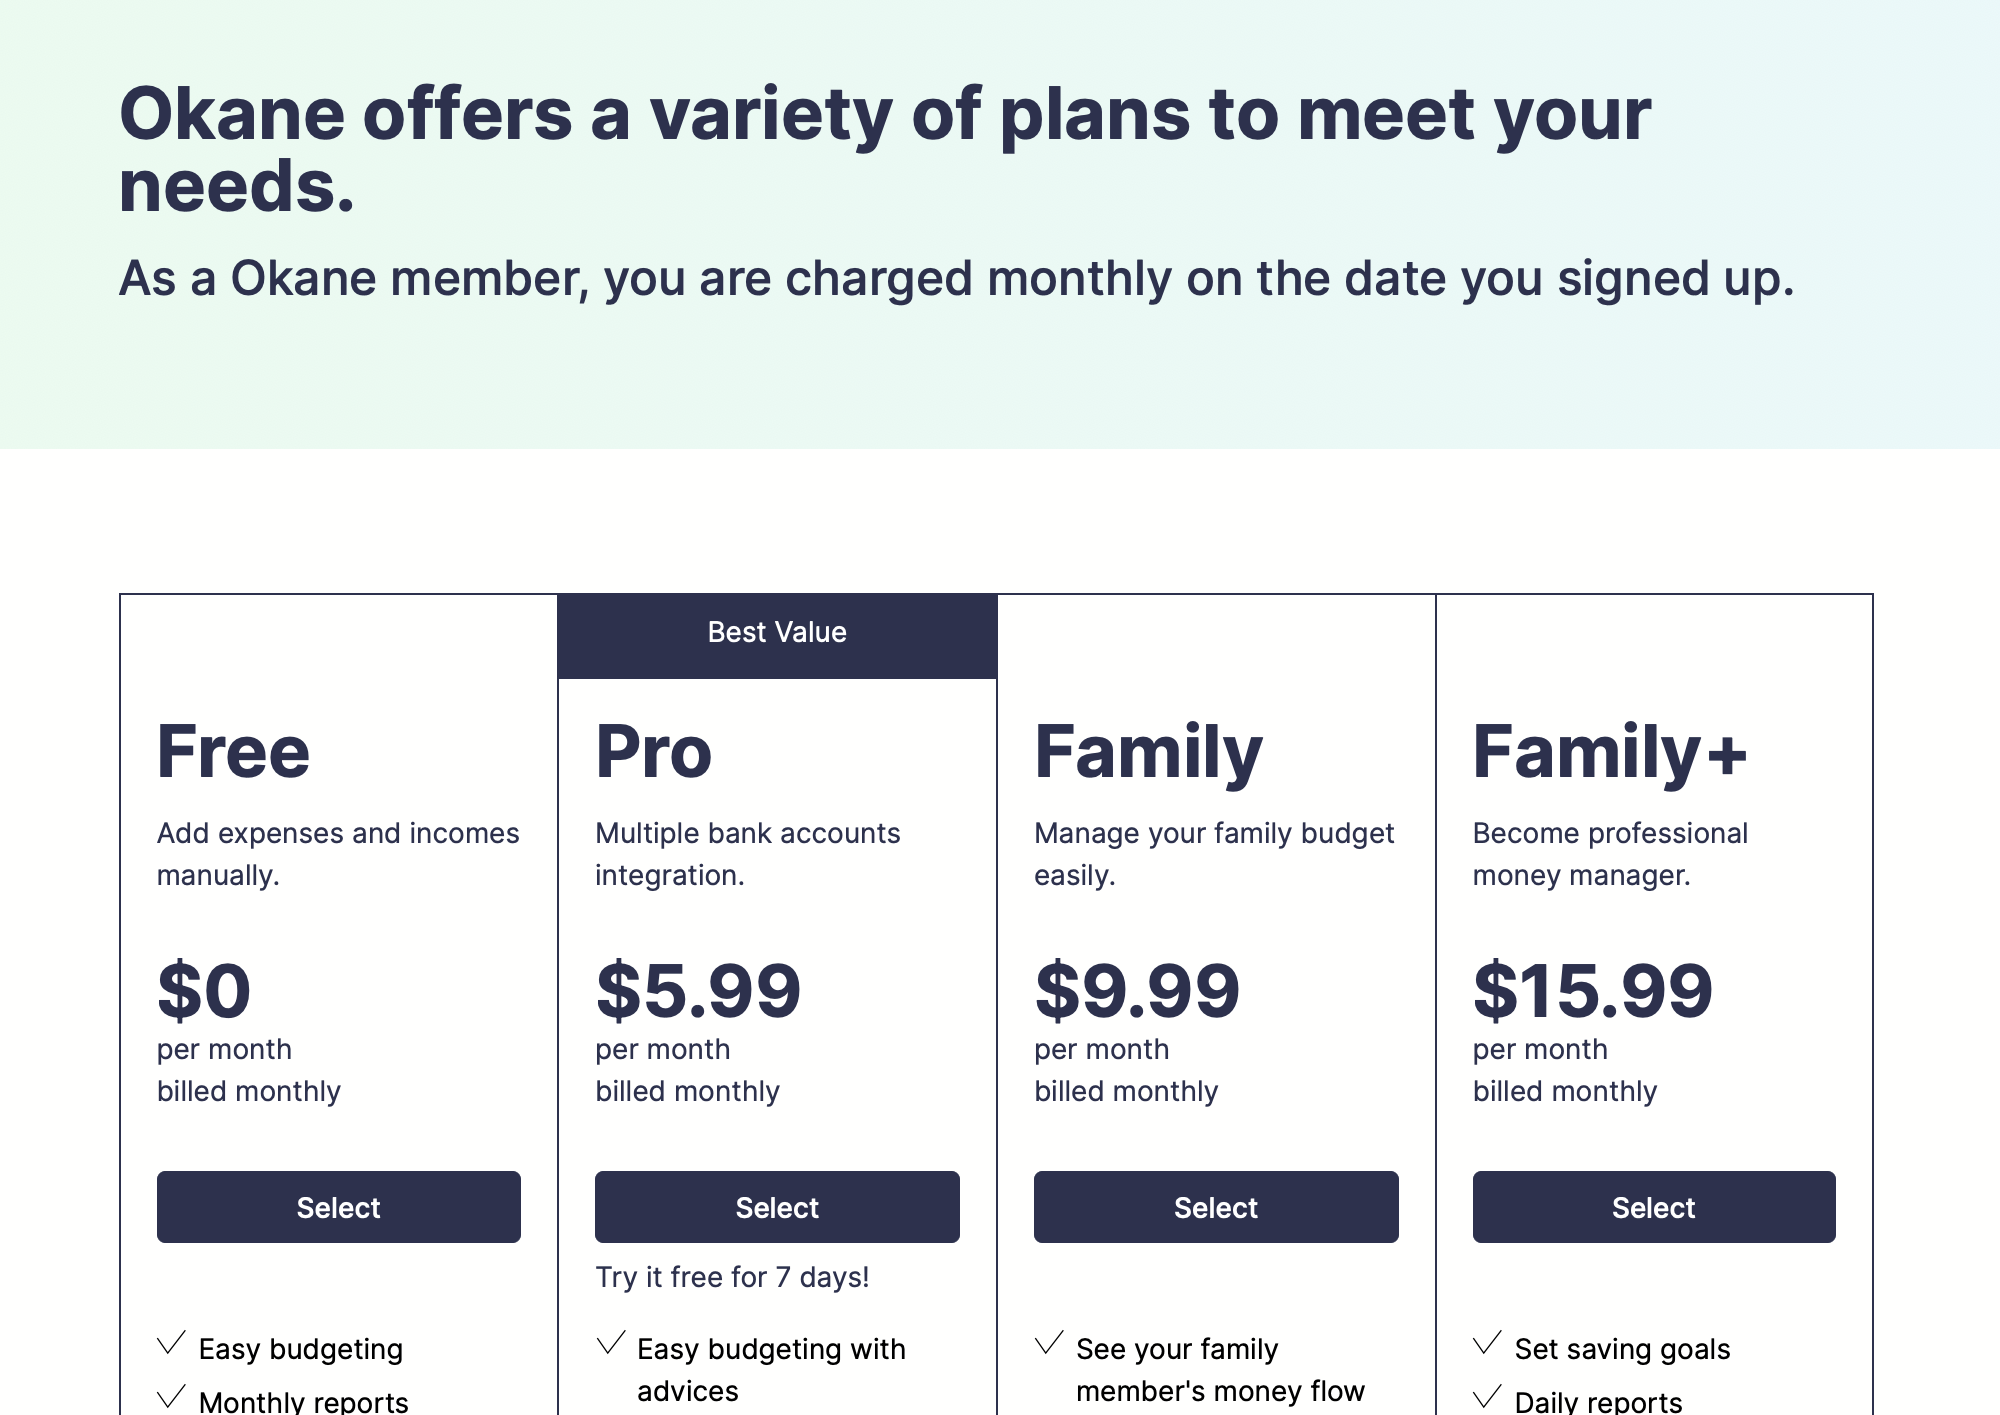 Okane offers a variety of plans to meet your
needs.
As a Okane member, you are charged monthly on the date you signed up.
Free
Add expenses and incomes
manually.
$0
per month
billed monthly
Select
Easy budgeting
Monthly reports
Best Value
Pro
Multiple bank accounts
integration.
$5.99
per month
billed monthly
Select
Try it free for 7 days!
Easy budgeting with
advices
Family
Manage your family budget
easily.
$9.99
per month
billed monthly
Select
See your family
member's money flow
Family+
Become professional
money manager.
$15.99
per month
billed monthly
Select
Set saving goals
Daily reports